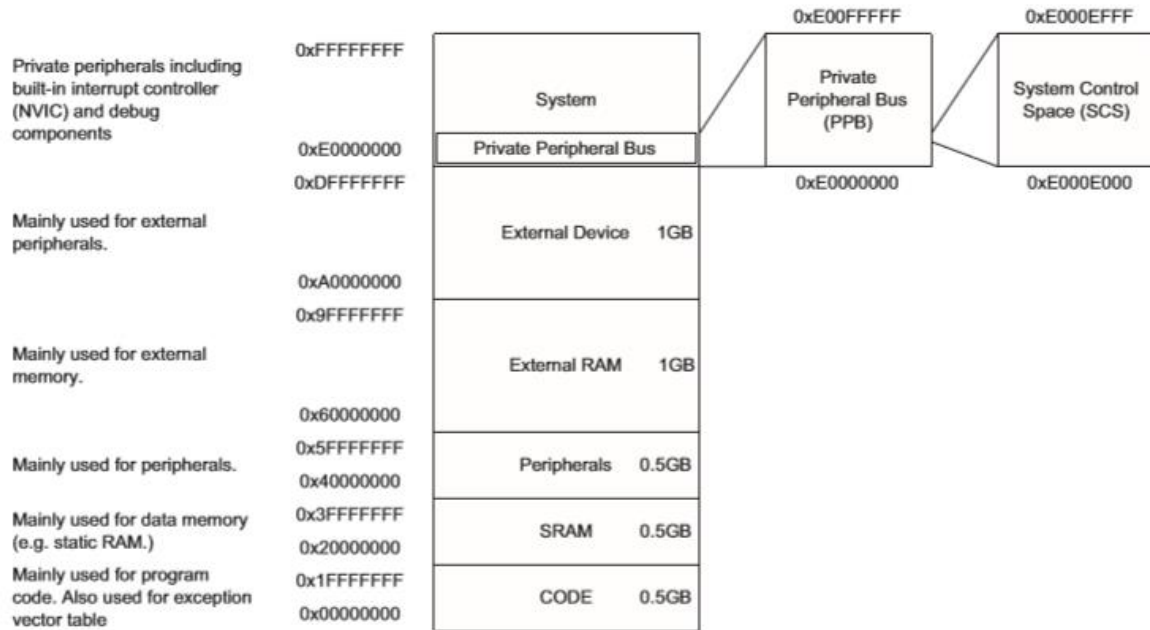 0xE00FFFFF
0xE000EFFF
Private peripherals including
built-in interrupt controller
(NVIC) and debug
components
0xFFFFFFFF
System
0xE0000000
Private Peripheral Bus
Private
Peripheral Bus
(PPB)
System Control
Space (SCS)
0xE0000000
0xE000E000
Mainly used for external
peripherals.
0xDFFFFFFF
External Device 1GB
0xA0000000
Mainly used for external
memory.
0x9FFFFFFF
External RAM 1GB
0x60000000
Mainly used for peripherals.
0x5FFFFFFF
Peripherals 0.5GB
0x40000000
Mainly used for data memory
(e.g. static RAM.)
0x3FFFFFFF
SRAM 0.5GB
0x20000000
Mainly used for program
code. Also used for exception
vector table
0x1FFFFFFF
CODE 0.5GB
0x00000000